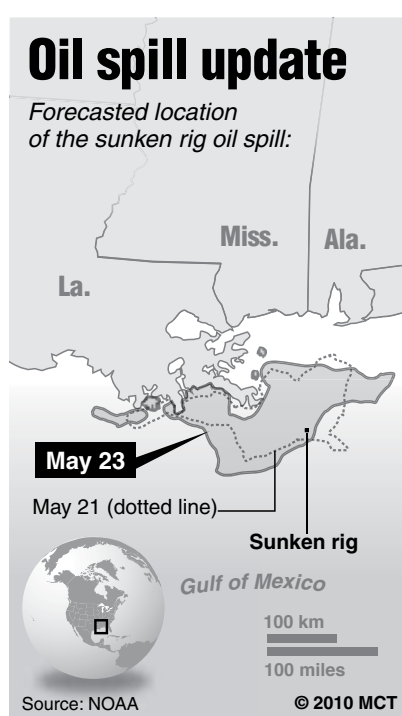 Oil spill update
Forecasted location
of the sunken rig oil spill:
Miss.
Ala.
La.
May 23
May 21 (dotted line)
Sunken rig
Gulf of Mexico
100 km
100 miles
Source: NOAA
© 2010 MCT